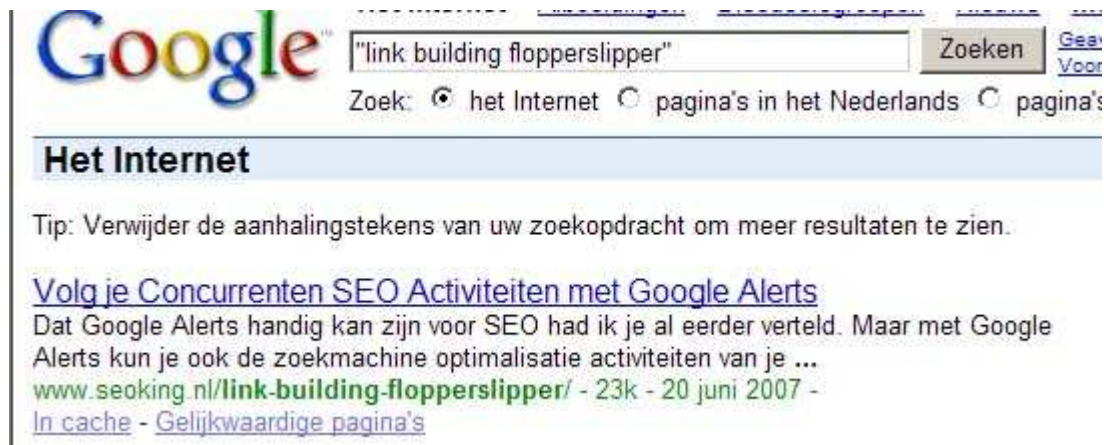 Google™
"link building flopperslipper" Zoeken
Zoek: het Internet pagina's in het Nederlands pagina's
Het Internet
Tip: Verwijder de aanhalingstekens van uw zoekopdracht om meer resultaten te zien.
Volg je Concurrenten SEO Activiteiten met Google Alerts
Dat Google Alerts handig kan zijn voor SEO had ik je al eerder verteld. Maar met Google
Alerts kun je ook de zoekmachine optimalisatie activiteiten van je ...
www.seoking.nl/link-building-flopperslipper/ - 23k - 20 juni 2007 -
In cache - Gelijkwaardige pagina's